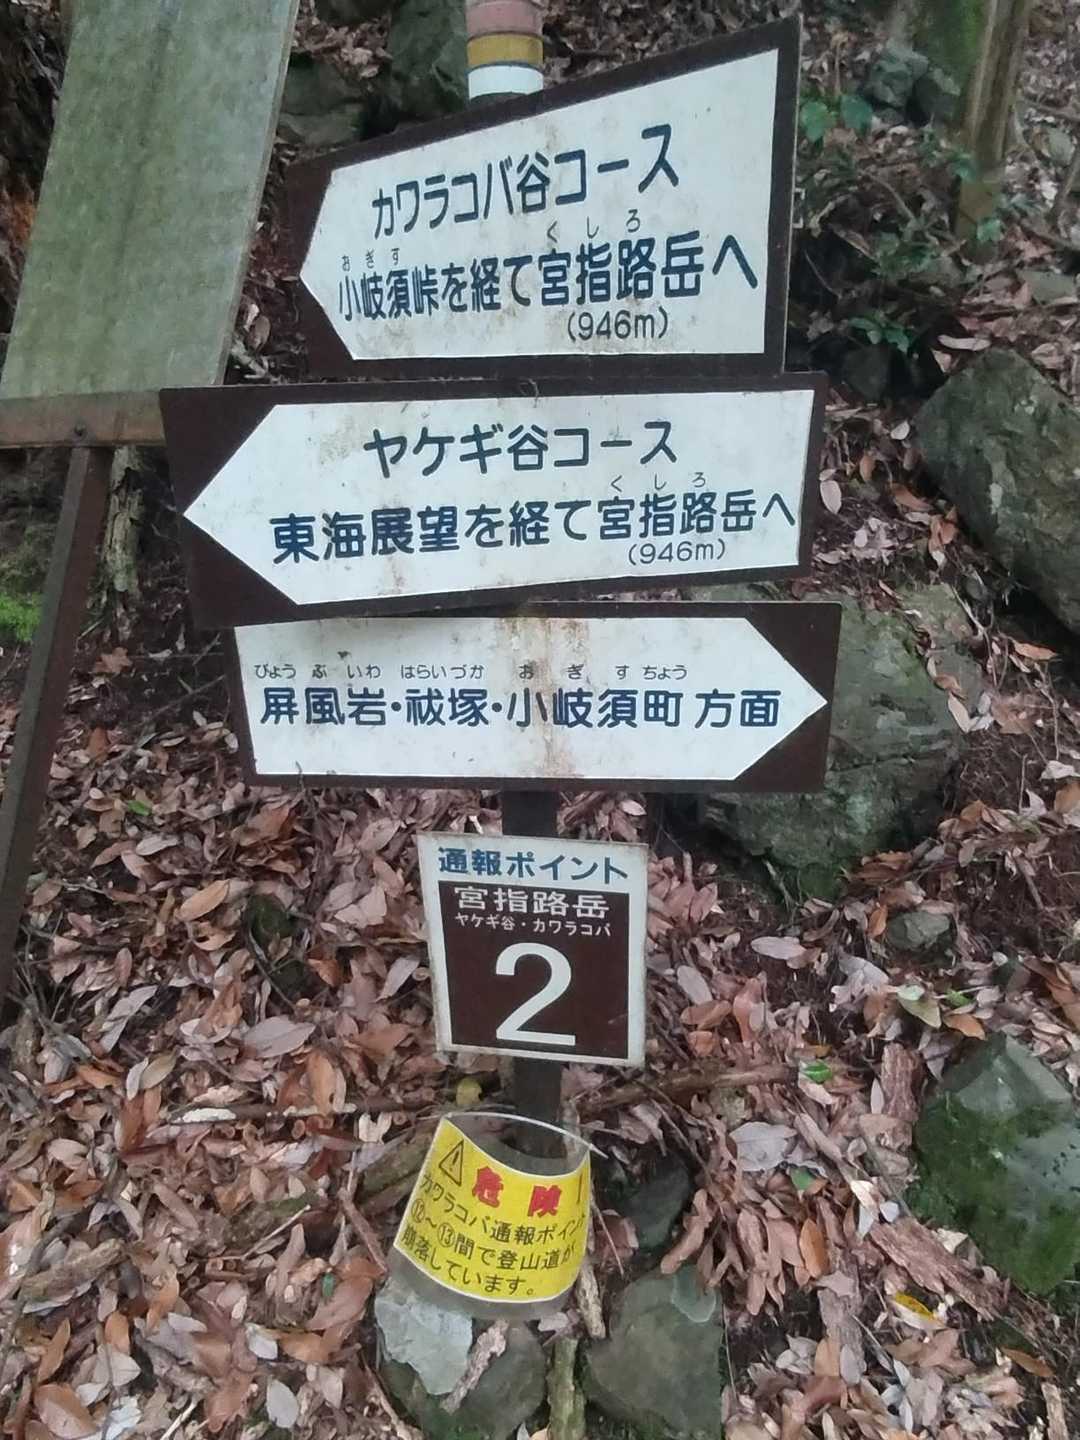 カワラコバ谷コース
おぎす くしろ
小岐須峠を経て宮指路岳へ
(946m)
ヤケギ谷コース
くしろ
東海展望を経て宮指路岳へ
(946m)
びょうぶいわ はらいづか おぎすちょう
屏風岩・祓塚・小岐須町 方面
通報ポイント
宮指路岳
ヤケギ谷・カワラコバ
2
危険!
カワラコバ通報ポイント
⑫～⑬間で登山道が
崩落しています。